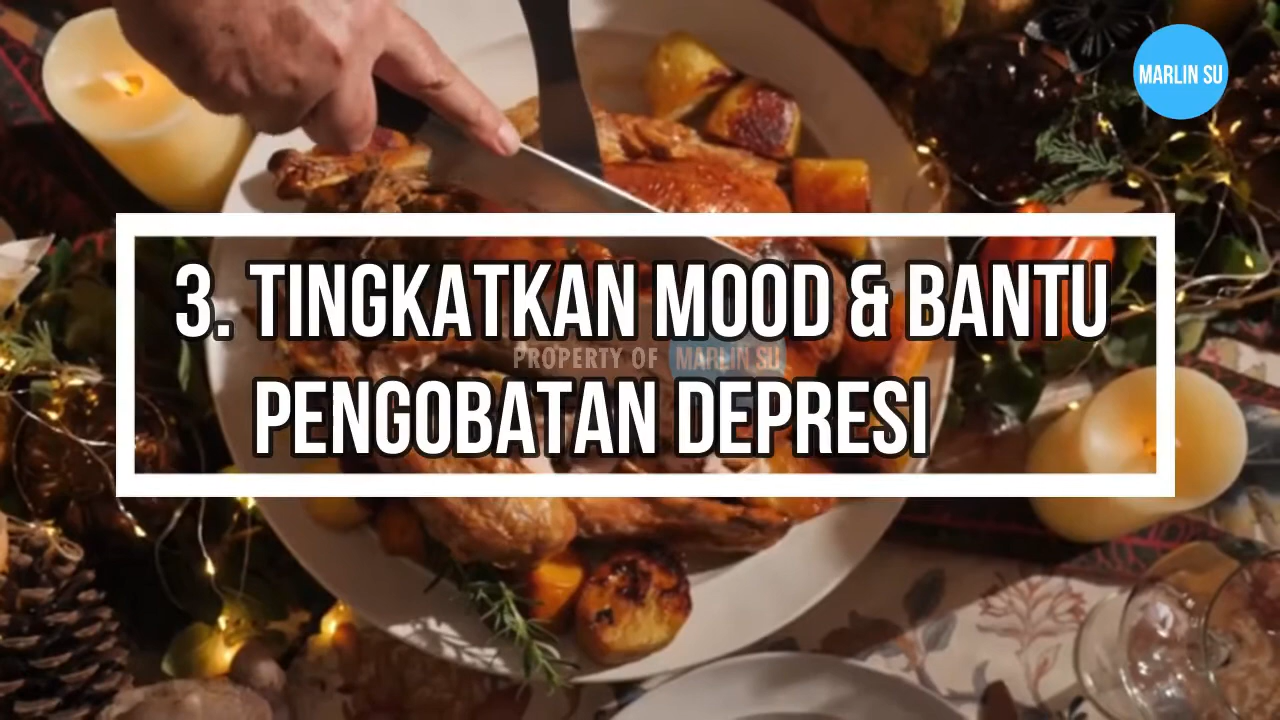 MARLIN SU
3. TINGKATKAN MOOD & BANTU
PROPERTY OF MARLIN SU
PENGOBATAN DEPRESI